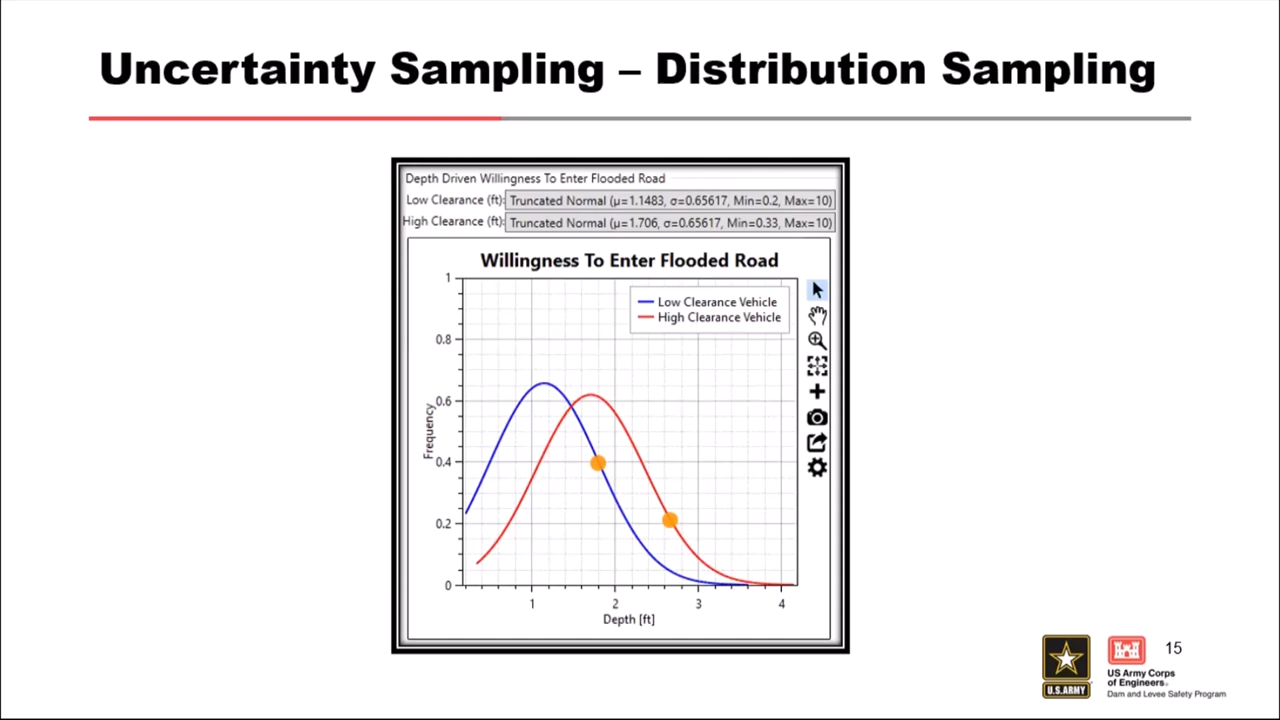 Uncertainty Sampling – Distribution Sampling
Depth Driven Willingness To Enter Flooded Road
Low Clearance (ft): Truncated Normal (μ=1.1483, σ=0.65617, Min=0.2, Max=10)
High Clearance (ft): Truncated Normal (μ=1.706, σ=0.65617, Min=0.33, Max=10)
Willingness To Enter Flooded Road
Low Clearance Vehicle
High Clearance Vehicle
Frequency
1
0.8
0.6
0.4
0.2
0
1 2 3 4
Depth [ft]
U.S.ARMY
US Army Corps
of Engineers®
Dam and Levee Safety Program
15